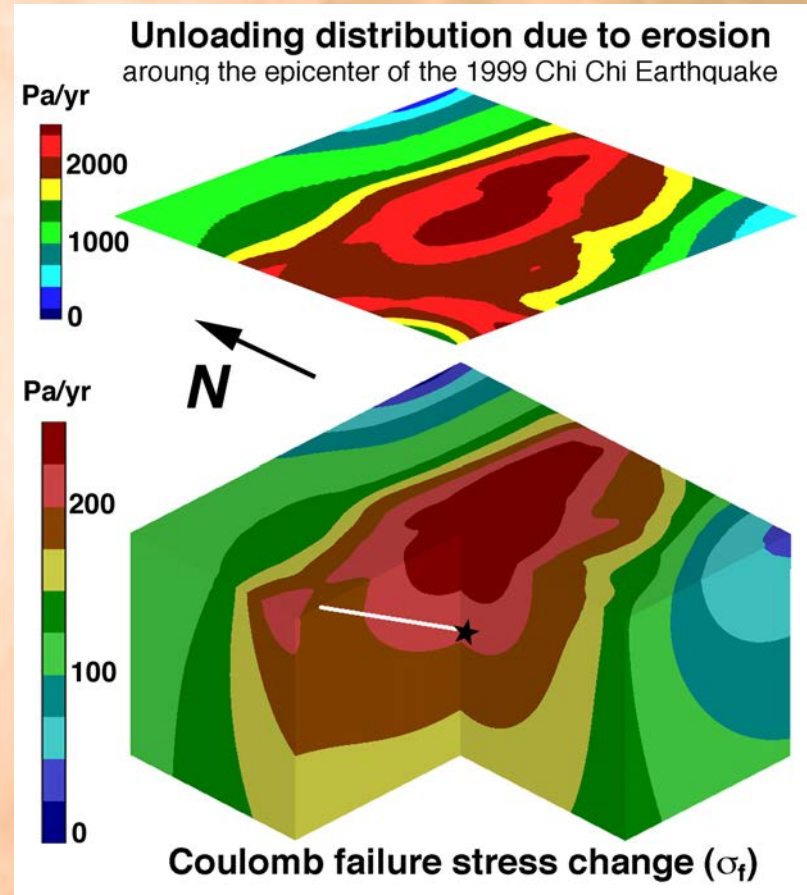 Unloading distribution due to erosion
aroung the epicenter of the 1999 Chi Chi Earthquake
Pa/yr
2000
1000
0
N
Pa/yr
200
100
0
Coulomb failure stress change (σf)